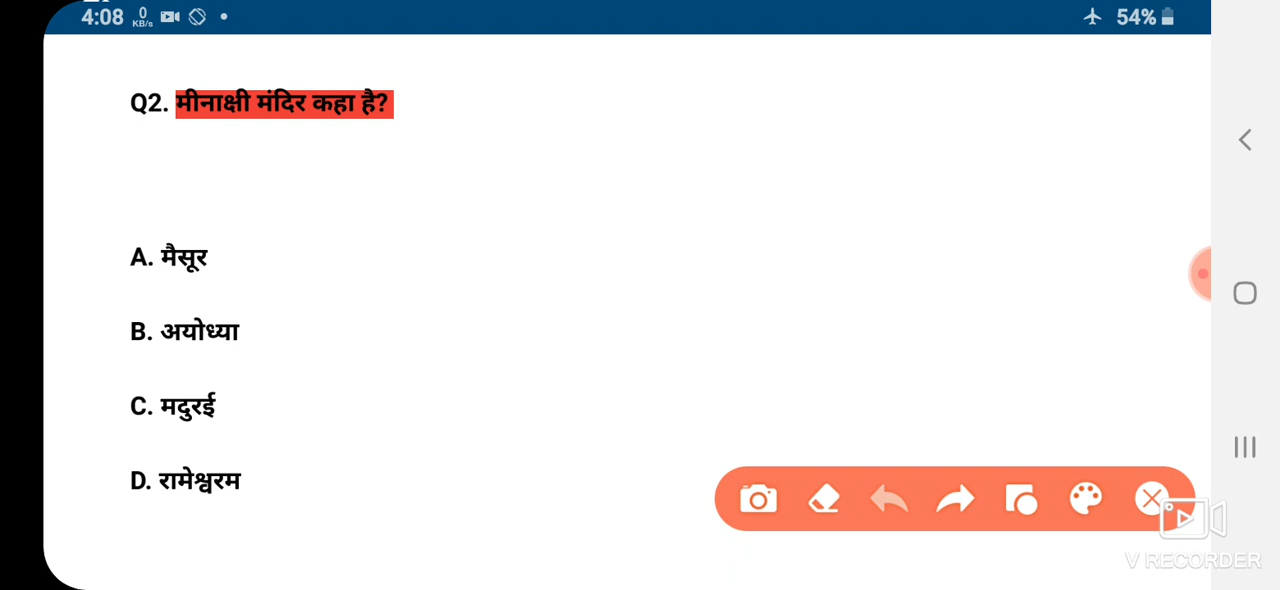 4:08 0 KB/s 54%
Q2. मीनाक्षी मंदिर कहा है?
A. मैसूर
B. अयोध्या
C. मदुरई
D. रामेश्वरम
V RECORDER